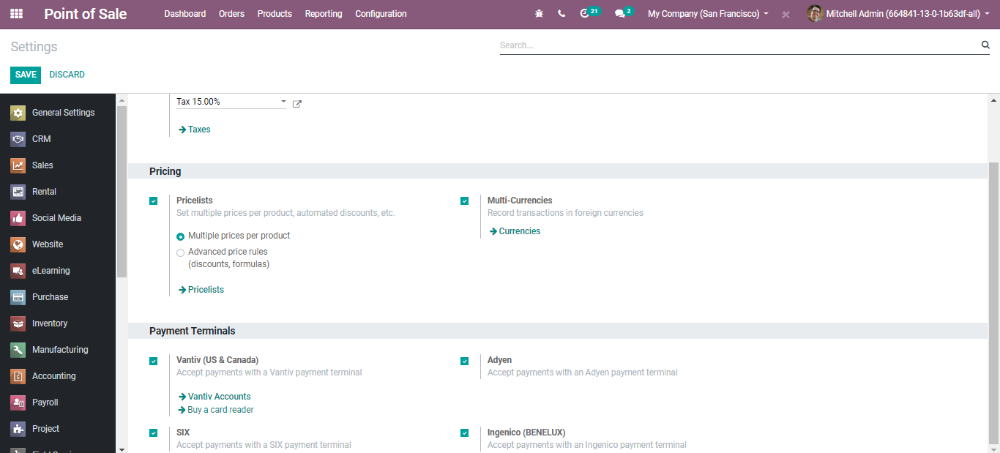 Point of Sale
Dashboard
Orders
Products
Reporting
Configuration
21
2
My Company (San Francisco)
Mitchell Admin (664841-13-0-1b63df-all)
Settings
Search...
SAVE
DISCARD
General Settings
CRM
Sales
Rental
Social Media
Website
eLearning
Purchase
Inventory
Manufacturing
Accounting
Payroll
Project
Tax 15.00%
Taxes
Pricing
Pricelists
Set multiple prices per product, automated discounts, etc.
Multiple prices per product
Advanced price rules
(discounts, formulas)
Pricelists
Multi-Currencies
Record transactions in foreign currencies
Currencies
Payment Terminals
Vantiv (US & Canada)
Accept payments with a Vantiv payment terminal
Vantiv Accounts
Buy a card reader
Adyen
Accept payments with an Adyen payment terminal
SIX
Accept payments with a SIX payment terminal
Ingenico (BENELUX)
Accept payments with an Ingenico payment terminal